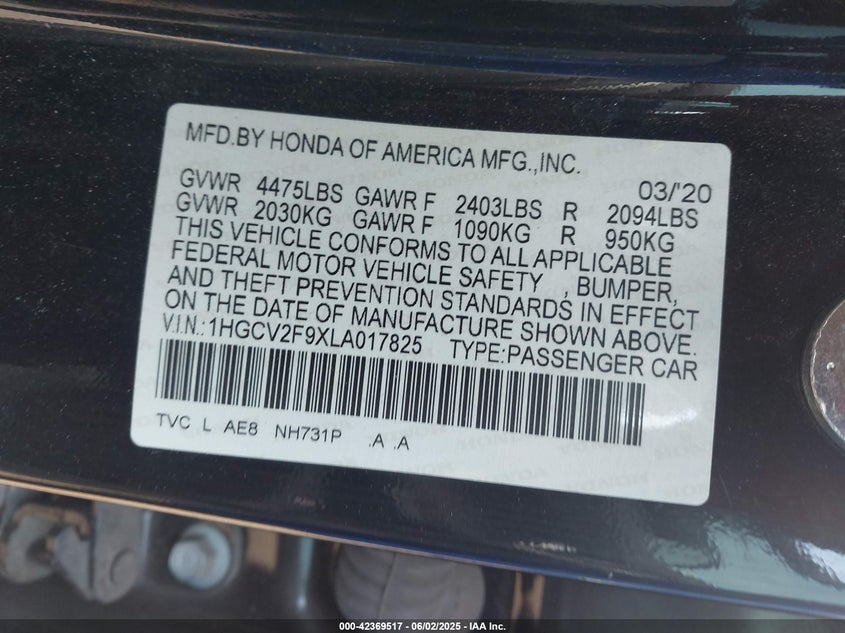 MFD.BY HONDA OF AMERICA MFG.,INC.
03/'20
GVWR 4475LBS GAWR F 2403LBS R 2094LBS
GVWR 2030KG GAWR F 1090KG R 950KG
THIS VEHICLE CONFORMS TO ALL APPLICABLE
FEDERAL MOTOR VEHICLE SAFETY , BUMPER,
AND THEFT PREVENTION STANDARDS IN EFFECT
ON THE DATE OF MANUFACTURE SHOWN ABOVE.
V.I.N.:1HGCV2F9XLA017825 TYPE:PASSENGER CAR
TVC L AE8 NH731P .A .A
000-42369517 - 06/02/2025 - IAA Inc.